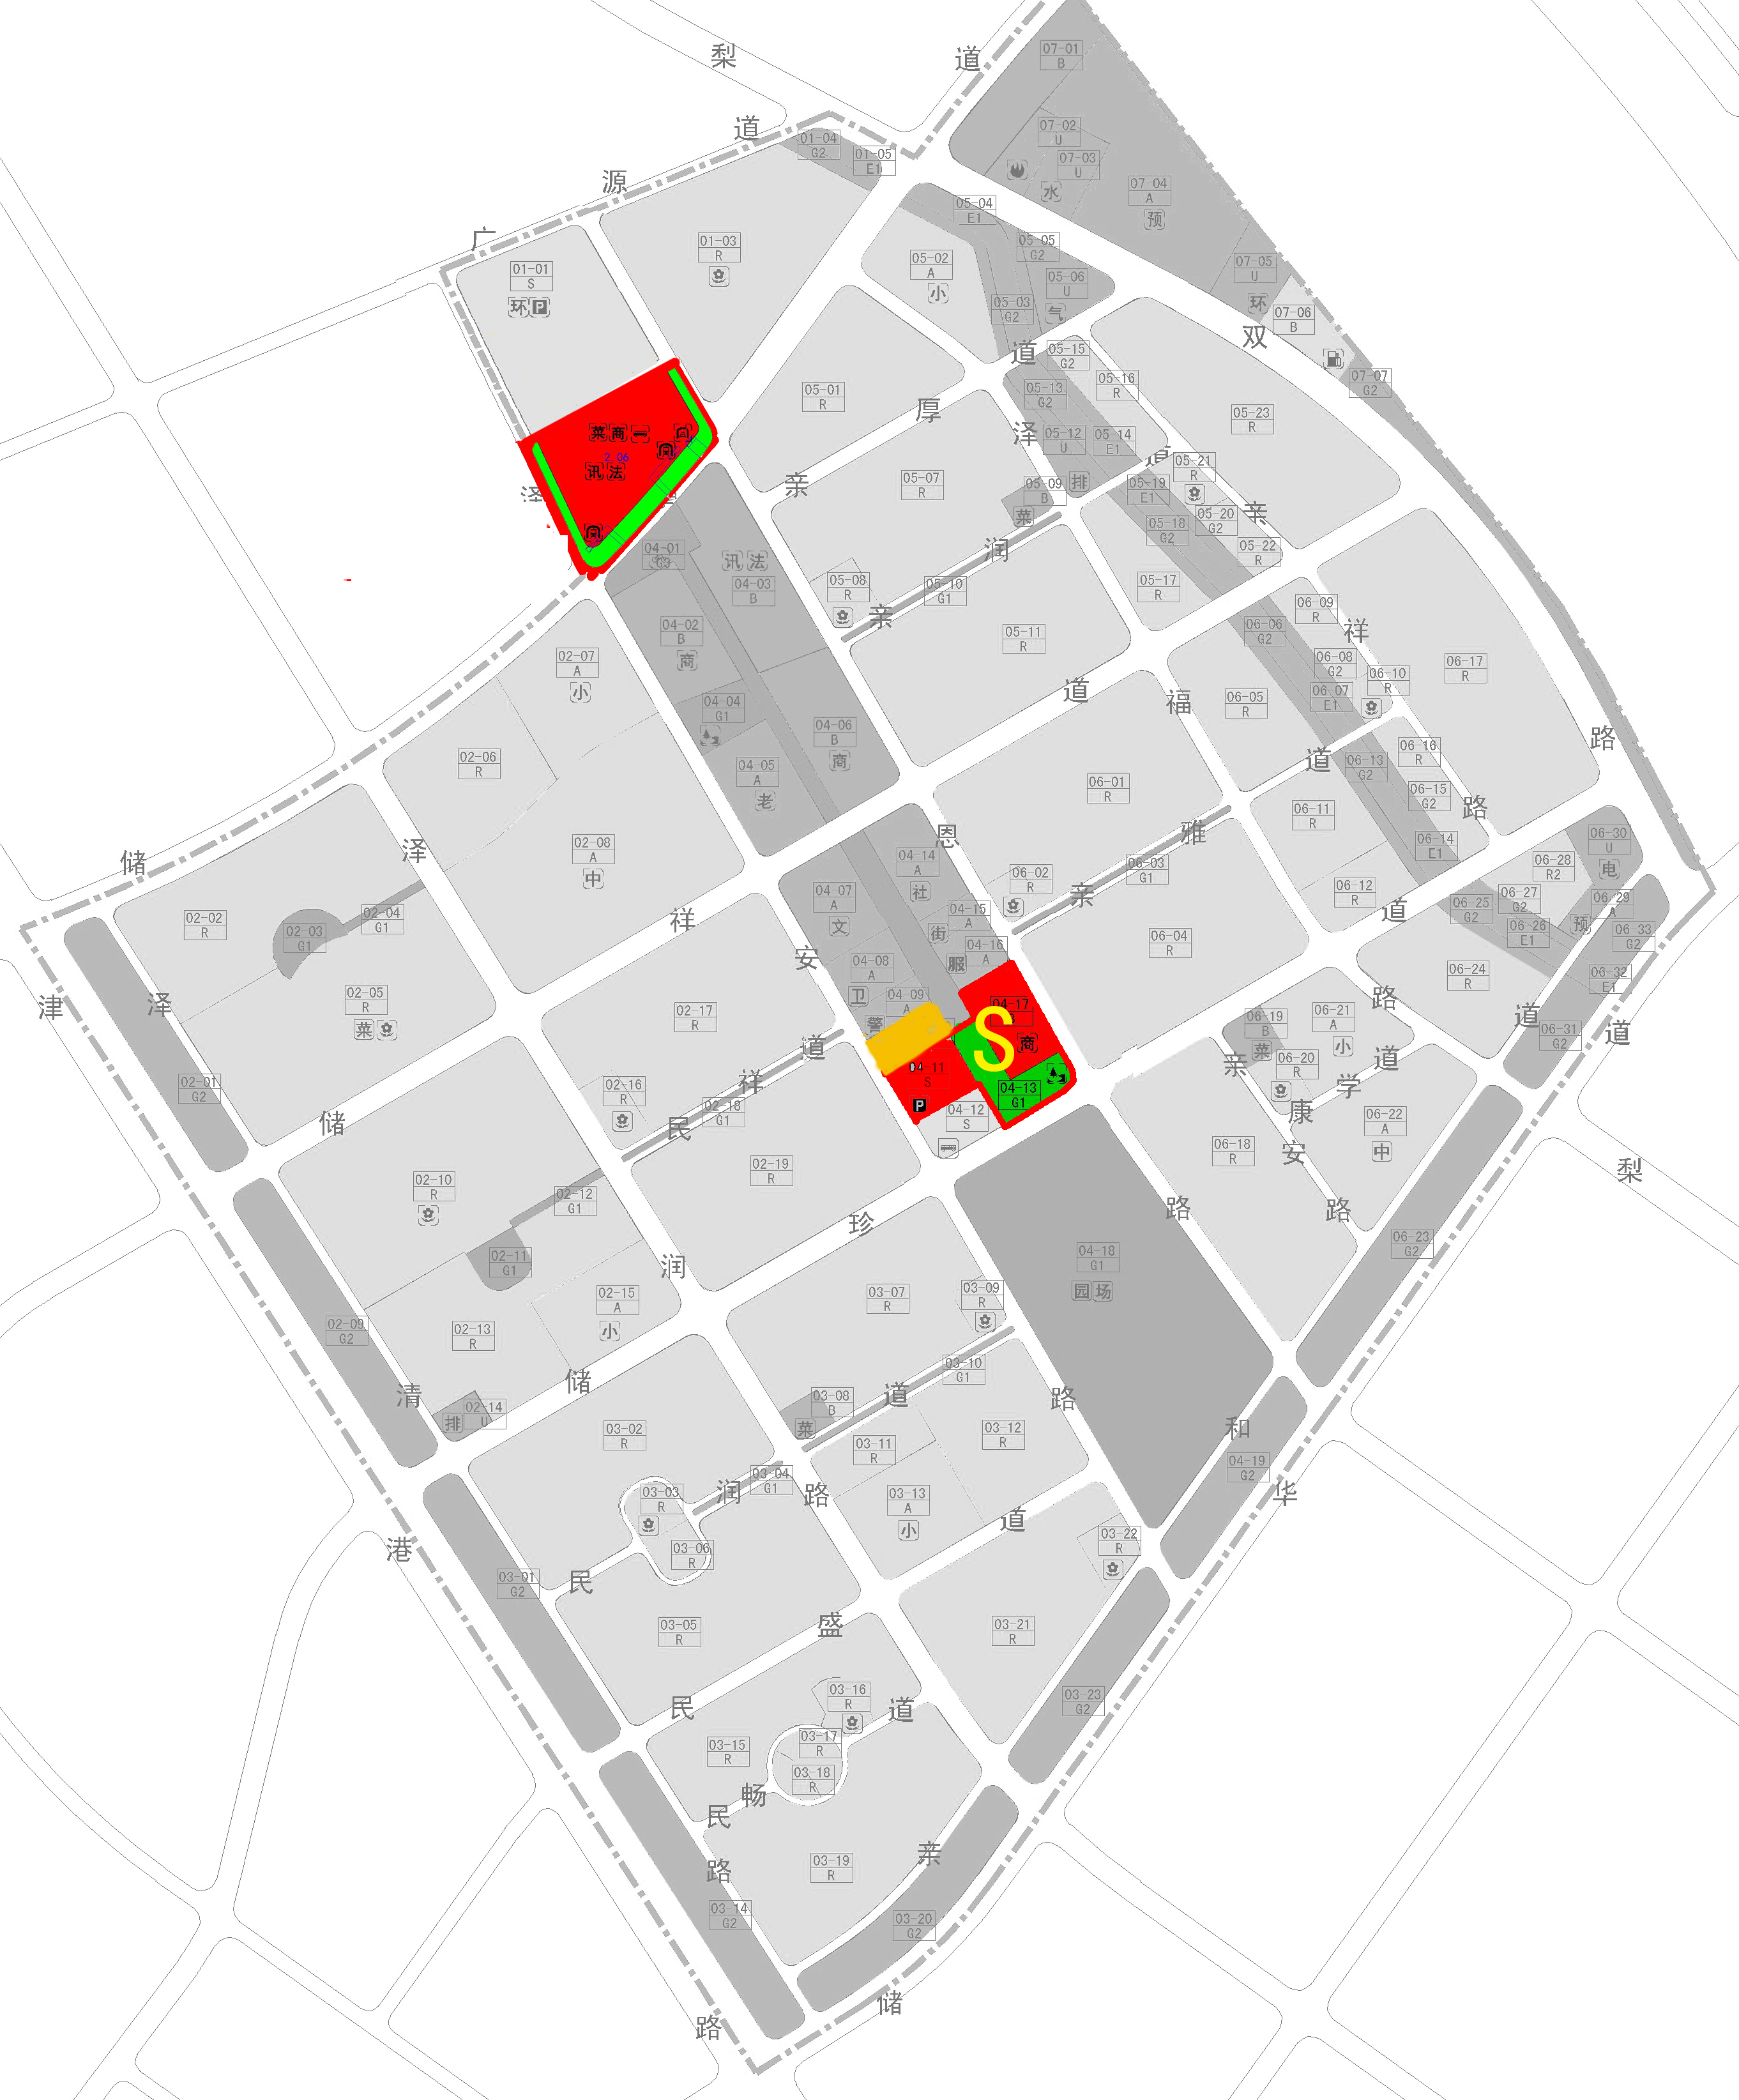 梨
道
07-01
B
道
01-04
G2
01-05
E1
07-02
U
07-03
U
水
07-04
A
预
源
05-04
E1
广
01-03
R
05-05
G2
05-02
A
小
01-01
S
环 P
05-06
U
气
05-03
G2
07-05
U
环
07-06
B
双
道
05-15
G2
05-16
R
07-07
G2
05-13
G2
05-01
R
厚
05-23
R
菜 商
2.06
讯 法
泽
05-12
U
05-14
E1
道
05-21
R
05-07
R
亲
05-09
B
排
菜
05-19
E1
05-20
G2
亲
05-18
G2
泽
04-01
G3
讯 法
04-03
B
润
05-22
R
05-08
R
05-10
G1
05-17
R
亲
04-02
B
商
05-11
R
06-09
R
06-06
G2
祥
02-07
A
小
06-08
G2
06-17
R
06-10
R
道
福
06-05
R
06-07
E1
04-04
G1
04-06
B
商
路
02-06
R
04-05
A
老
道
06-13
G2
06-16
R
06-01
R
06-15
G2
路
06-11
R
恩
雅
储
泽
02-08
A
中
06-14
E1
06-30
U
电
04-14
A
社
06-03
G1
06-28
R2
02-02
R
02-04
G1
02-03
G1
祥
04-07
A
文
06-02
R
亲
06-12
R
道
06-27
G2
06-25
G2
06-29
A
04-15
A
街
06-26
E1
预
06-33
G2
04-16
A
服
06-04
R
安
04-08
A
卫
06-24
R
06-32
E1
津
泽
02-05
R
菜
02-17
R
04-09
A
警
04-17
B
商
S
路
06-19
B
菜
06-21
A
小
道
06-31
G2
道
道
祥
04-11
S
P
04-13
G1
06-20
R
亲
学
道
02-01
G2
02-16
R
02-18
G1
民
04-12
S
康
06-22
A
中
储
安
06-18
R
02-19
R
梨
02-10
R
02-12
G1
珍
路
路
02-11
G1
润
04-18
G1
园 场
06-23
G2
02-15
A
小
03-07
R
03-09
R
02-09
G2
02-13
R
03-10
G1
储
道
路
清
02-14
U
排
03-08
B
菜
03-02
R
03-11
R
03-12
R
和
04-19
G2
03-04
G1
03-03
R
润
路
03-13
A
小
华
道
港
03-06
R
03-22
R
03-01
G2
民
03-05
R
盛
03-21
R
民
03-16
R
道
03-23
G2
03-15
R
03-17
R
03-18
R
畅
民
路
03-19
R
亲
03-14
G2
03-20
G2
储
路